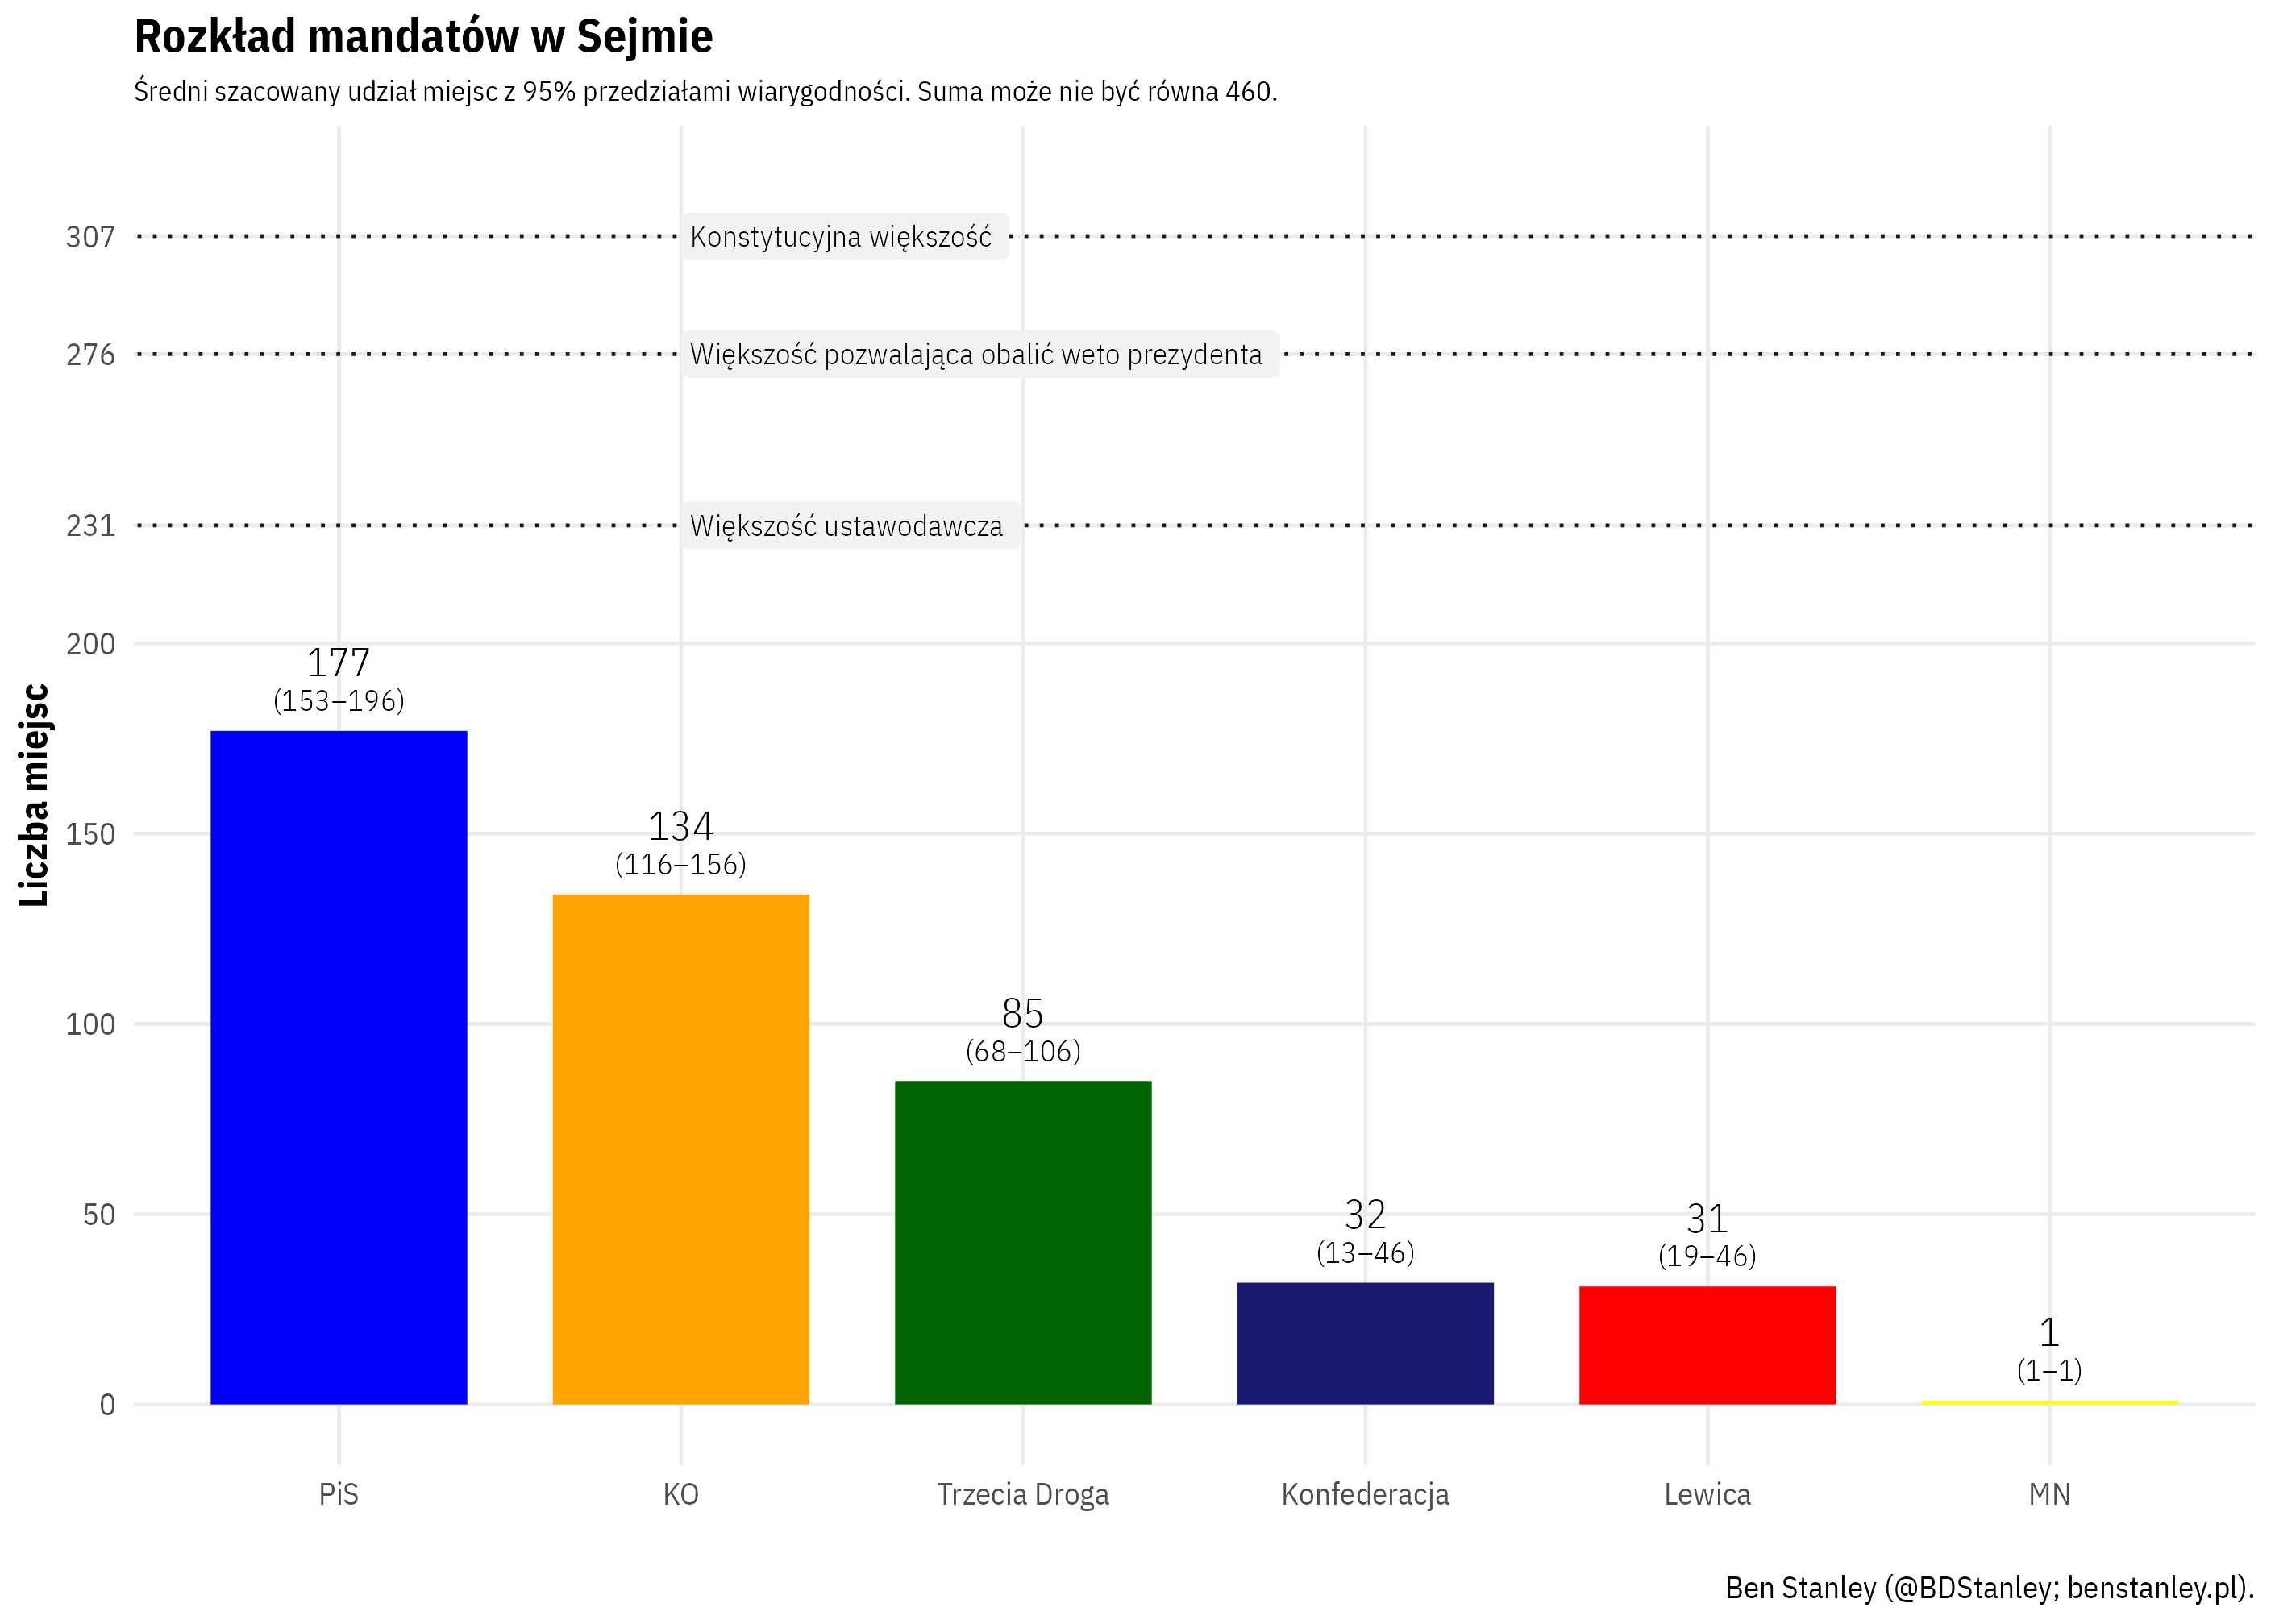 Rozkład mandatów w Sejmie
Średni szacowany udział miejsc z 95% przedziałami wiarygodności. Suma może nie być równa 460.
Liczba miejsc
307
Konstytucyjna większość
276
Większość pozwalająca obalić weto prezydenta
231
Większość ustawodawcza
200
150
100
50
0
177
(153–196)
134
(116–156)
85
(68–106)
32
(13–46)
31
(19–46)
1
(1–1)
PiS
KO
Trzecia Droga
Konfederacja
Lewica
MN
Ben Stanley (@BDStanley; benstanley.pl).